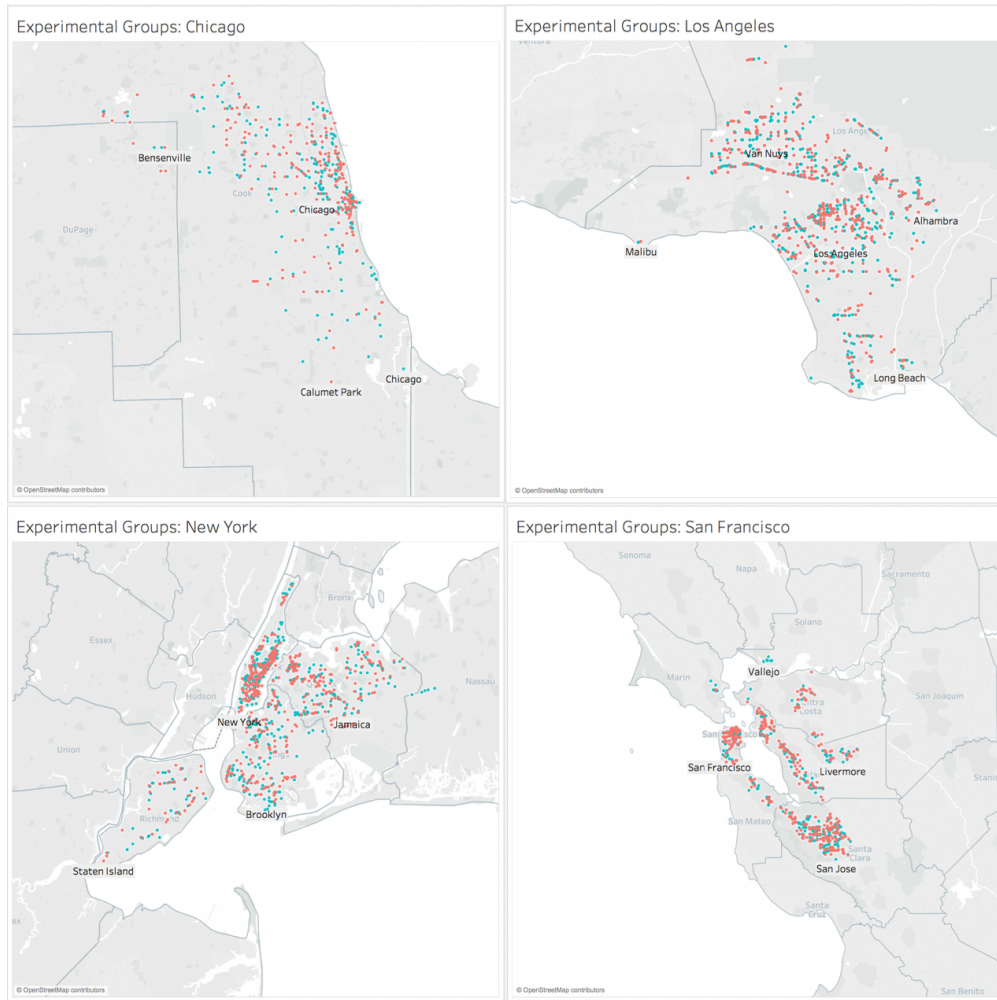 Experimental Groups: Chicago
Bensenville
Cook
Chicago
DuPage
Chicago
Calumet Park
© OpenStreetMap contributors
Experimental Groups: Los Angeles
Ventura
Los Angeles
Van Nuys
Alhambra
Malibu
Los Angeles
Long Beach
© OpenStreetMap contributors
Experimental Groups: New York
Bronx
Essex
Nassau
Hudson
New York
Jamaica
Union
Brooklyn
Staten Island
© OpenStreetMap contributors
Experimental Groups: San Francisco
Sonoma
Napa
Sacramento
Solano
Vallejo
Marin
San Joaquin
Costa
San Francisco
Livermore
San Mateo
Santa
Clara
San Jose
Santa
Cruz
San Benito
© OpenStreetMap contributors